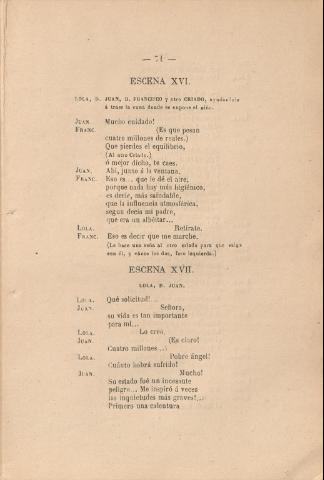 — 71 —
ESCENA XVI.
LOLA, D. JUAN, D. FRANCISCO y otro CRIADO, ayudándole
á traer la cuna donde se supone el niño.
JUAN. Mucho cuidado!
FRANC. (Es que pesan
cuatro millones de reales.)
Que pierdes el equilibrio,
(Al otro Criado.)
ó mejor dicho, te caes.
JUAN. Ahí, junto á la ventana.
FRANC. Eso es... que le dé el aire,
porque nada hay más higiénico,
es decir, más saludable,
que la influencia atmosférica,
segun decia mi padre,
que era un albéitar...
LOLA. Retírate.
FRANC. Eso es decir que me marche.
(Le hace una seña al otro criado para que salga
con él, y vánse los dos, foro izquierda.)
ESCENA XVII.
LOLA, D. JUAN.
LOLA. Qué solicitud!...
JUAN. Señora,
su vida es tan importante
para mí...
LOLA. Lo creo.
JUAN. (Es claro!
Cuatro millones...)
LOLA. Pobre ángel!
Cuánto habrá sufrido!
JUAN. Mucho!
Su estado fué un incesante
peligro... Me inspiró á veces
las inquietudes más graves!...
Primero una calentura